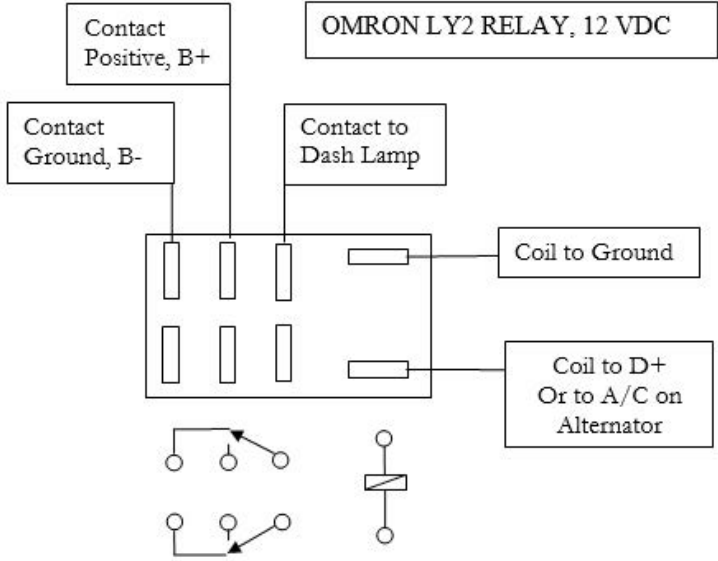 Contact
Positive, B+
OMRON LY2 RELAY, 12 VDC
Contact
Ground, B-
Contact to
Dash Lamp
Coil to Ground
Coil to D+
Or to A/C on
Alternator